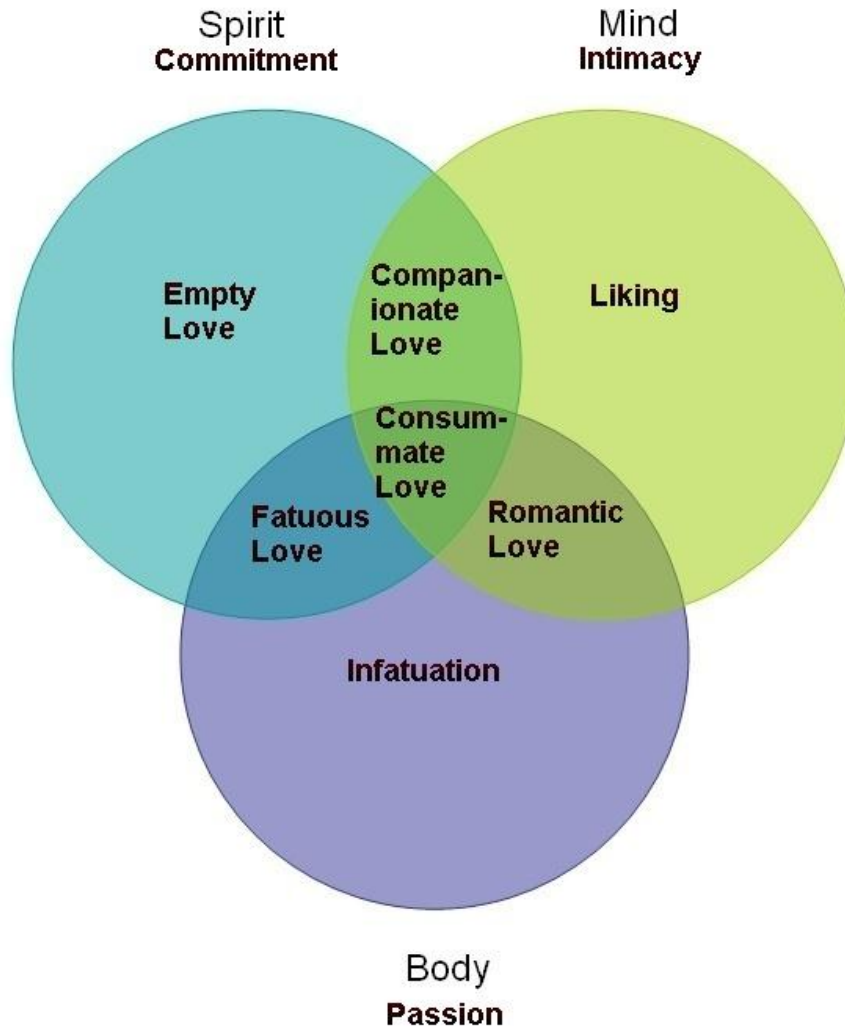 Spirit
Commitment
Mind
Intimacy
Empty
Love
Compan-
ionate
Love
Liking
Consum-
mate
Love
Fatuous
Love
Romantic
Love
Infatuation
Body
Passion